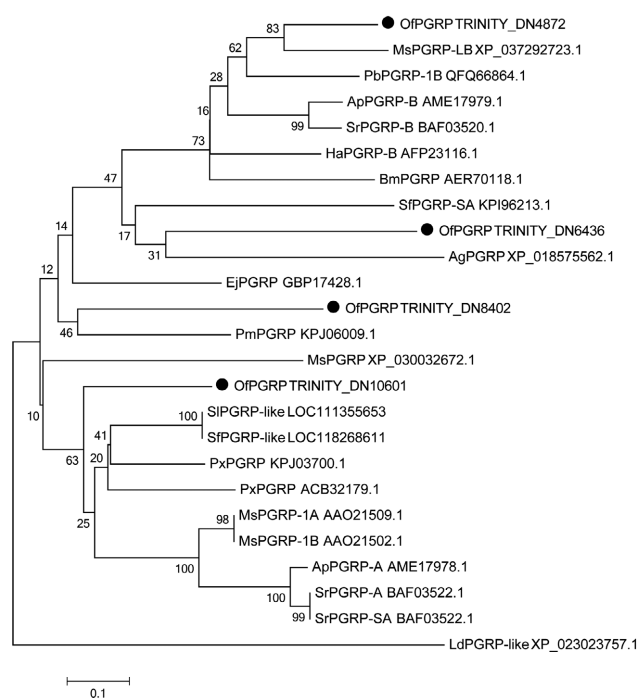 83
OfPGRP TRINITY_DN4872
62
MsPGRP-LB XP_037292723.1
28
PbPGRP-1B QFQ66864.1
16
ApPGRP-B AME17979.1
99
SrPGRP-B BAF03520.1
73
HaPGRP-B AFP23116.1
BmPGRP AER70118.1
47
SfPGRP-SA KPI96213.1
17
OfPGRP TRINITY_DN6436
31
AgPGRP XP_018575562.1
14
EjPGRP GBP17428.1
12
OfPGRP TRINITY_DN8402
46
PmPGRP KPJ06009.1
MsPGRP XP_030032672.1
10
OfPGRP TRINITY_DN10601
100
SlPGRP-like LOC111355653
41
SfPGRP-like LOC118268611
63
20
PxPGRP KPJ03700.1
PxPGRP ACB32179.1
25
98
MsPGRP-1A AAO21509.1
MsPGRP-1B AAO21502.1
100
ApPGRP-A AME17978.1
100
SrPGRP-A BAF03522.1
99
SrPGRP-SA BAF03522.1
LdPGRP-like XP_023023757.1
0.1